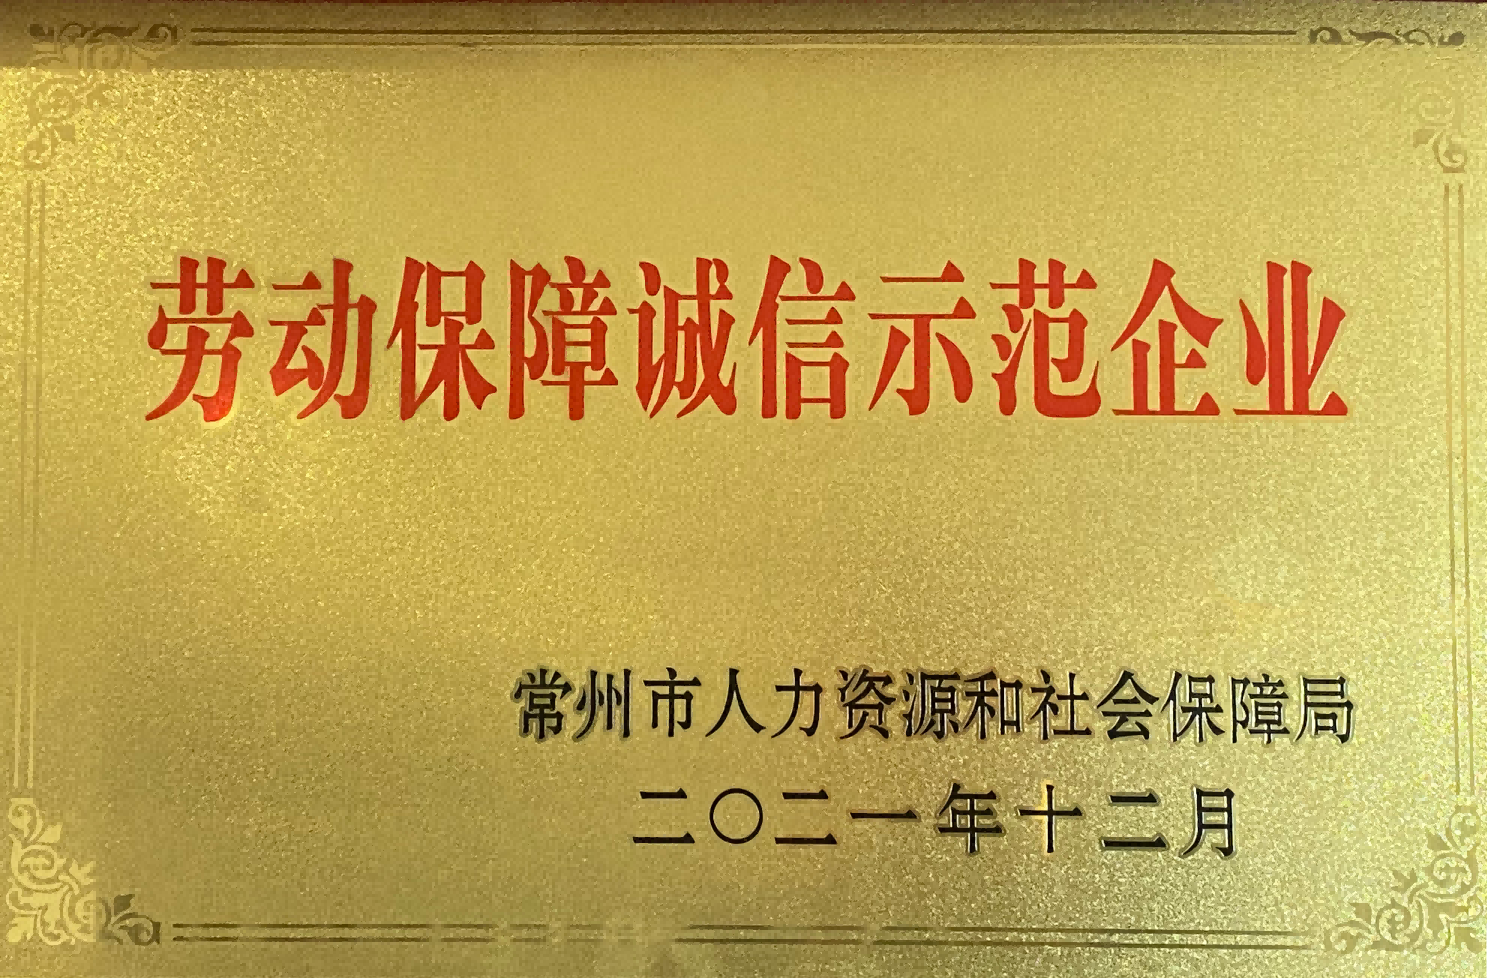 劳动保障诚信示范企业
常州市人力资源和社会保障局
二〇二一年十二月